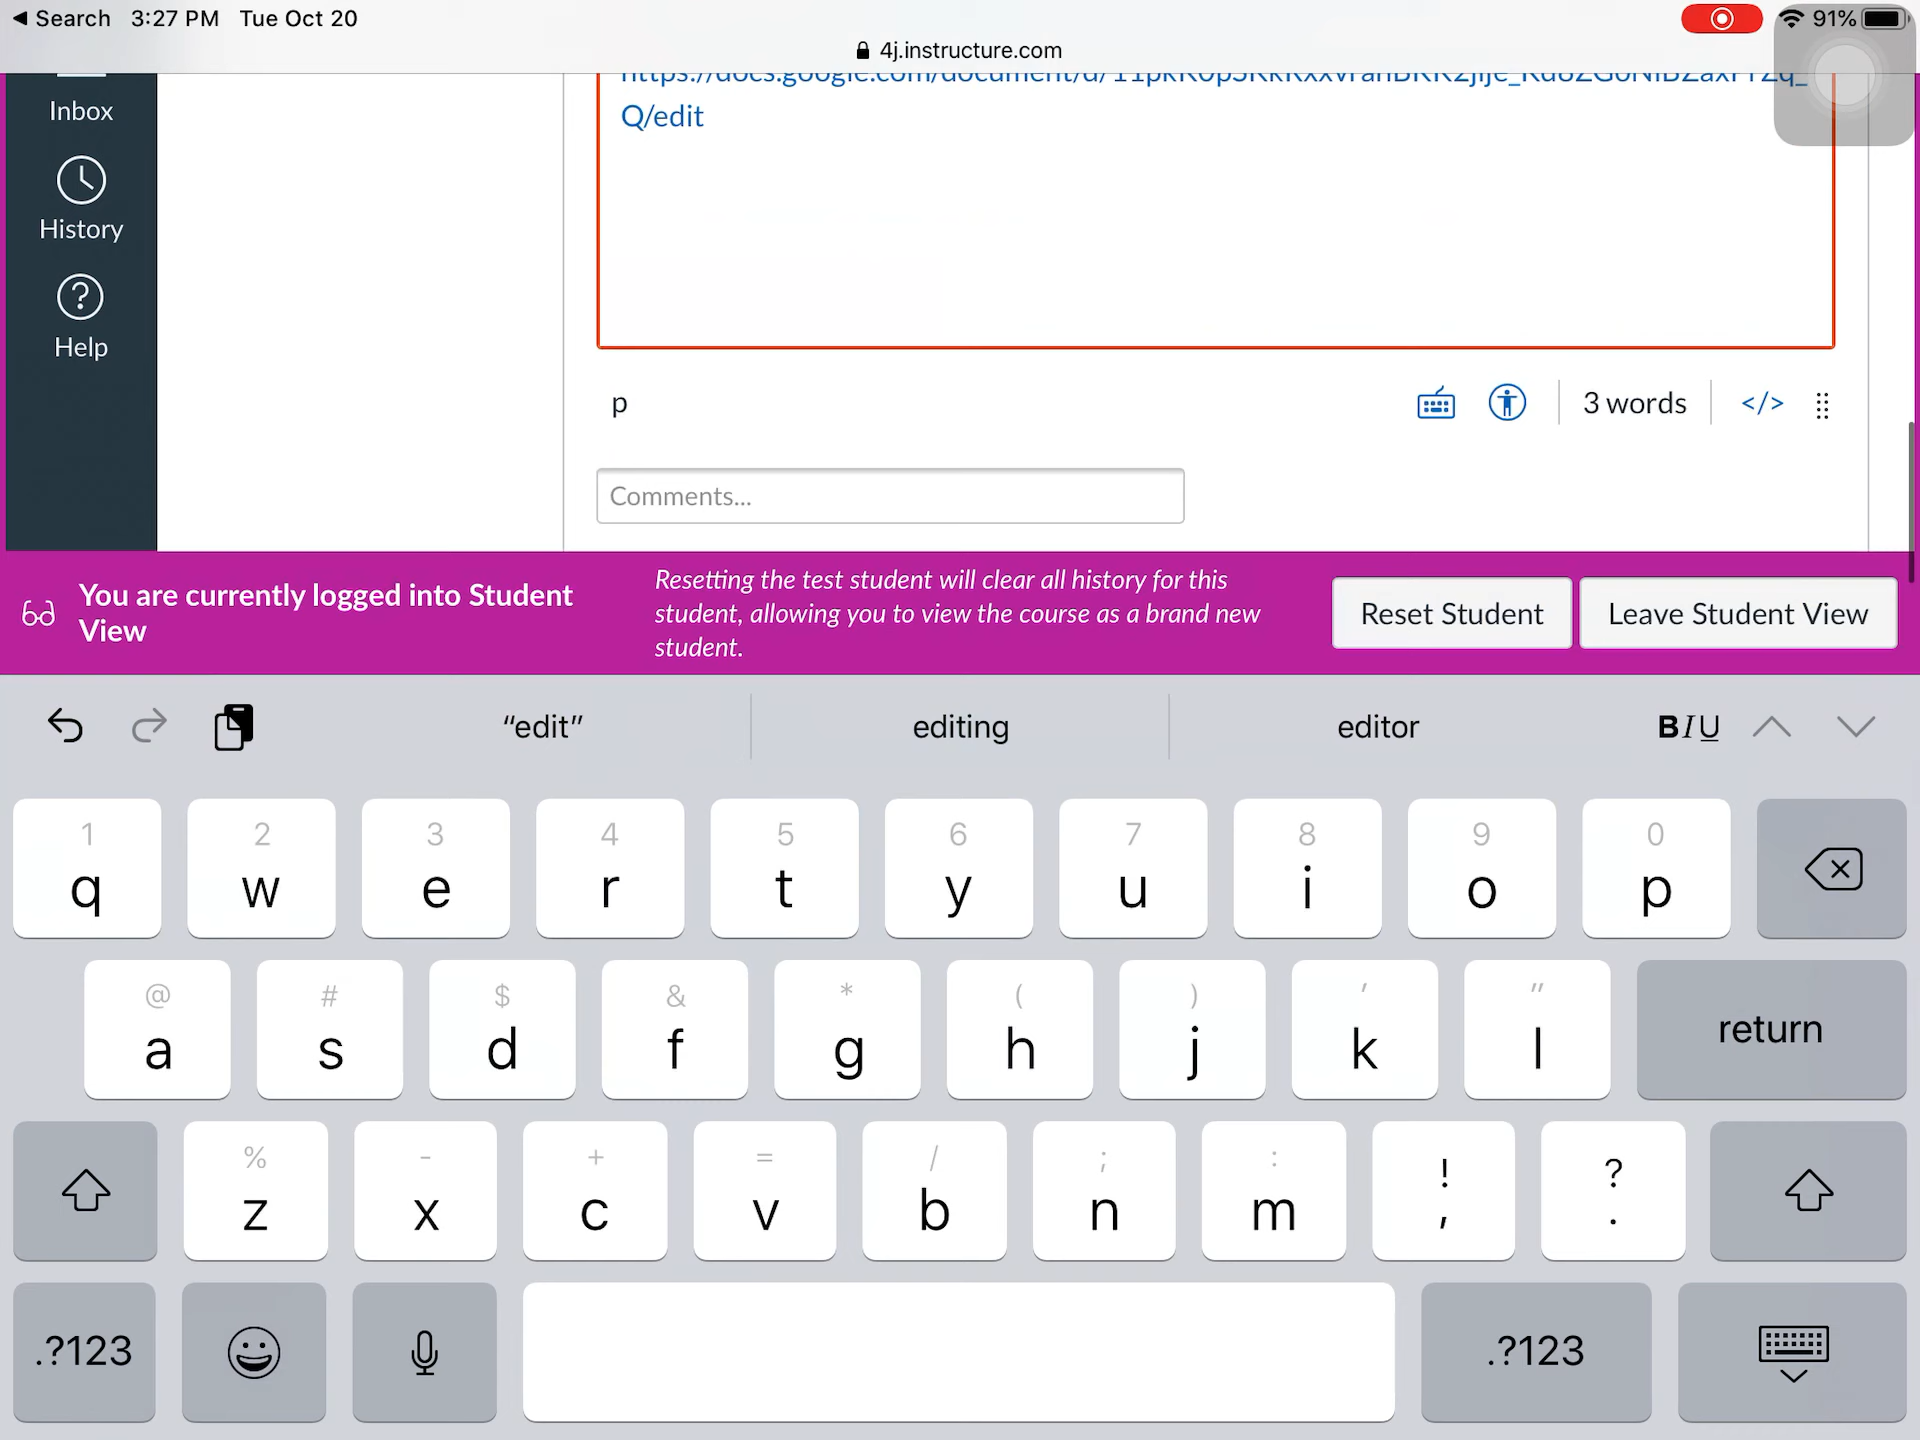 Search 3:27 PM Tue Oct 20 91%
4j.instructure.com
Q/edit
Inbox
History
Help
p 3 words </>
Comments...
You are currently logged into Student
View
Resetting the test student will clear all history for this
student, allowing you to view the course as a brand new
student.
Reset Student Leave Student View
“edit” editing editor BIU
1 2 3 4 5 6 7 8 9 0
q w e r t y u i o p
@ # $ & * ( ) ' "
a s d f g h j k l return
% - + = / ; : ! ?
z x c v b n m , .
.?123 .?123